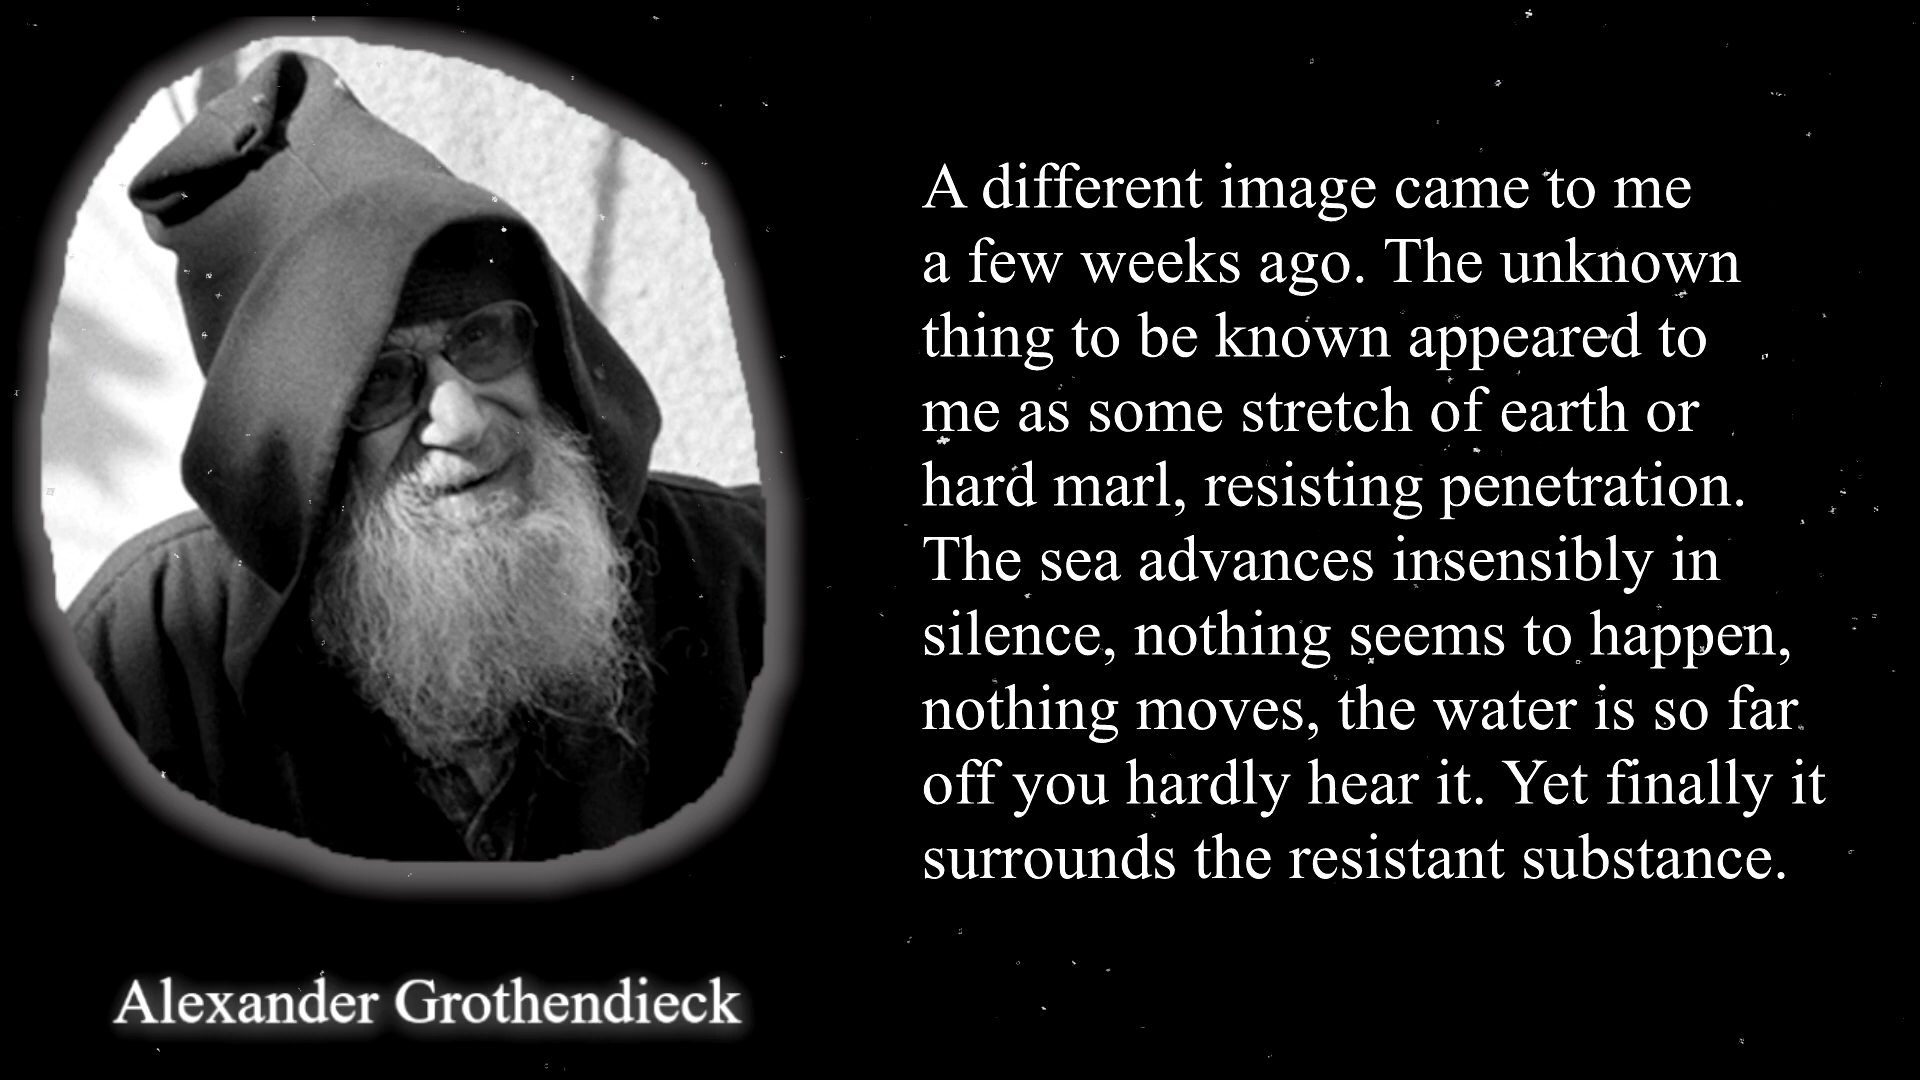 A different image came to me
a few weeks ago. The unknown
thing to be known appeared to
me as some stretch of earth or
hard marl, resisting penetration.
The sea advances insensibly in
silence, nothing seems to happen,
nothing moves, the water is so far
off you hardly hear it. Yet finally it
surrounds the resistant substance.
Alexander Grothendieck